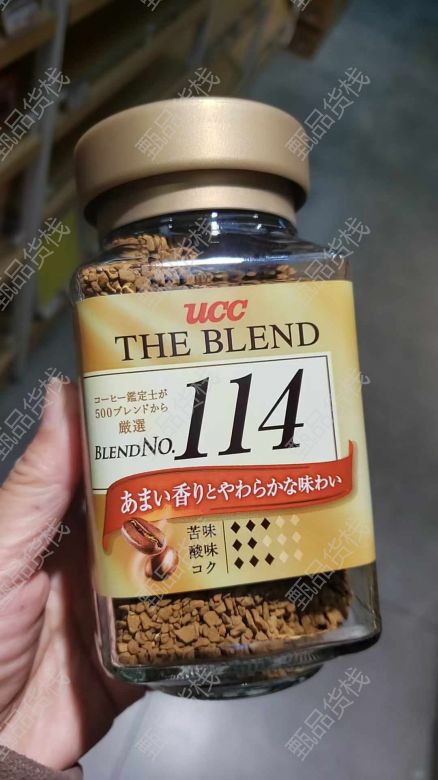 UCC
THE BLEND
コーヒー鑑定士が
500ブレンドから
厳選
BLEND NO. 114
あまい香りとやわらかな味わい
苦味
酸味
コク
甄品货栈